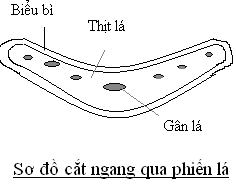 Biểu bì
Thịt lá
Gân lá
Sơ đồ cắt ngang qua phiến lá